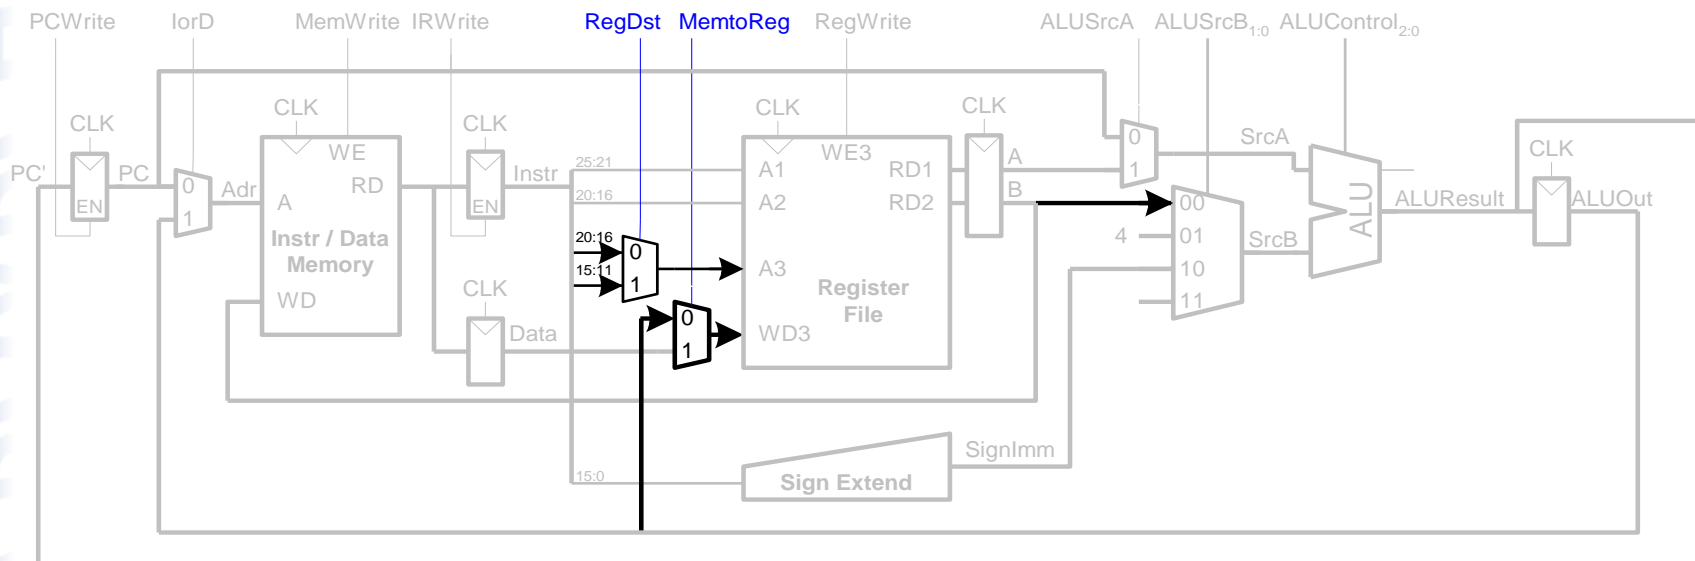 PCWrite IorD MemWrite IRWrite RegDst MemtoReg RegWrite ALUSrcA ALUSrcB1:0 ALUControl2:0
CLK CLK CLK CLK
CLK CLK
PC' PC 0 1 Adr EN
WE RD A WD
Instr / Data
Memory
EN Instr
CLK Data
25:21
20:16
20:16
15:11
15:0
0
1
0
1
A1 WE3 RD1
A2 RD2
A3
Register
File
WD3
A
B
0
1
SrcA
00
4 01
10
11
SrcB
ALU
ALUResult
CLK
ALUOut
SignImm
Sign Extend